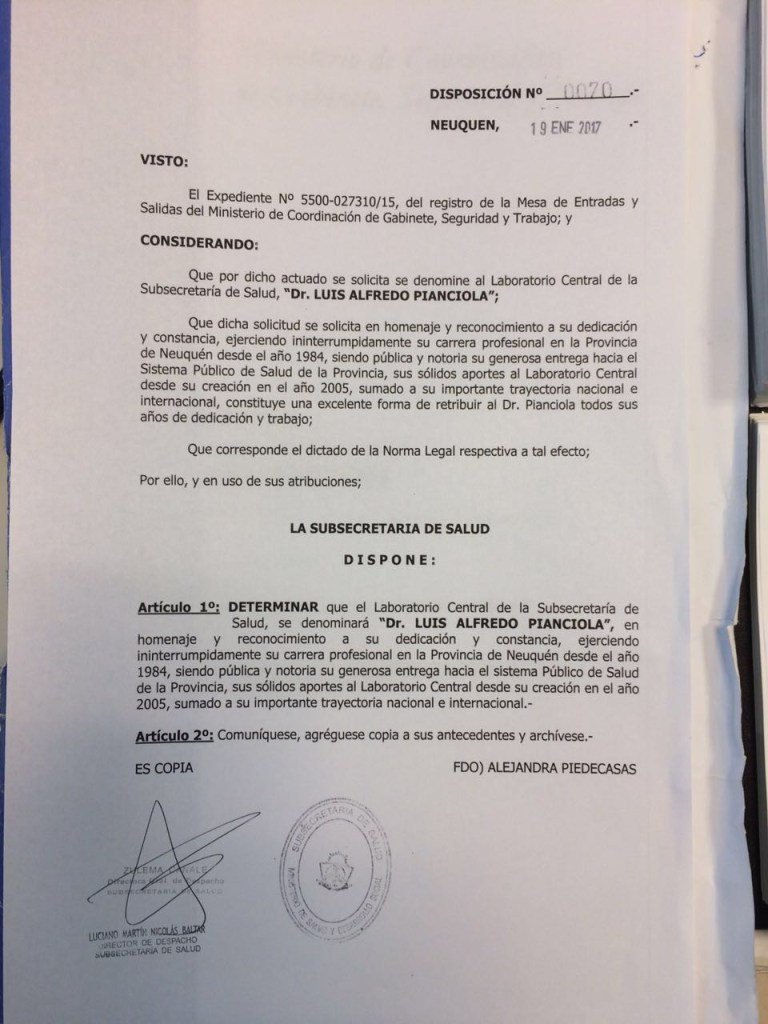 DISPOSICIÓN Nº 0070.-
NEUQUEN, 19 ENE 2017 .-
VISTO:
El Expediente Nº 5500-027310/15, del registro de la Mesa de Entradas y
Salidas del Ministerio de Coordinación de Gabinete, Seguridad y Trabajo; y
CONSIDERANDO:
Que por dicho actuado se solicita se denomine al Laboratorio Central de la
Subsecretaría de Salud, “Dr. LUIS ALFREDO PIANCIOLA”;
Que dicha solicitud se solicita en homenaje y reconocimiento a su dedicación
y constancia, ejerciendo ininterrumpidamente su carrera profesional en la Provincia
de Neuquén desde el año 1984, siendo pública y notoria su generosa entrega hacia el
Sistema Público de Salud de la Provincia, sus sólidos aportes al Laboratorio Central
desde su creación en el año 2005, sumado a su importante trayectoria nacional e
internacional, constituye una excelente forma de retribuir al Dr. Pianciola todos sus
años de dedicación y trabajo;
Que corresponde el dictado de la Norma Legal respectiva a tal efecto;
Por ello, y en uso de sus atribuciones;
LA SUBSECRETARIA DE SALUD
D I S P O N E :
Artículo 1º: DETERMINAR que el Laboratorio Central de la Subsecretaría de
Salud, se denominará “Dr. LUIS ALFREDO PIANCIOLA”, en
homenaje y reconocimiento a su dedicación y constancia, ejerciendo
ininterrumpidamente su carrera profesional en la Provincia de Neuquén desde el año
1984, siendo pública y notoria su generosa entrega hacia el sistema Público de Salud
de la Provincia, sus sólidos aportes al Laboratorio Central desde su creación en el año
2005, sumado a su importante trayectoria nacional e internacional.-
Artículo 2º: Comuníquese, agréguese copia a sus antecedentes y archívese.-
ES COPIA FDO) ALEJANDRA PIEDECASAS
SUBSECRETARIA DE SALUD
MINISTERIO DE SALUD Y SEGURIDAD SOCIAL
ZULEMA CANALE
Directora Gral. de Despacho
SUBSECRETARIA DE SALUD
LUCIANO MARTÍN NICOLÁS BALTAR
DIRECTOR DE DESPACHO
SUBSECRETARIA DE SALUD